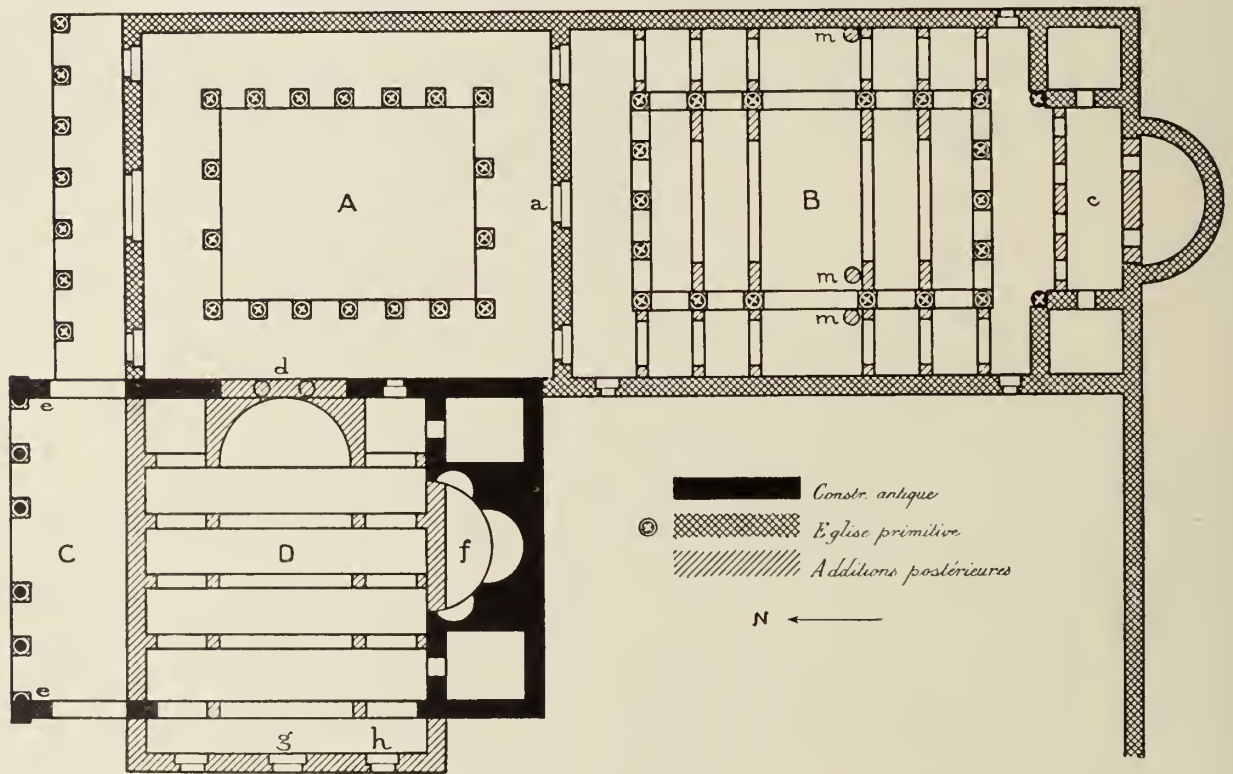 m
A
a
B
c
m
m
d
e
C
D
f
e
g
h
Constr. antique
Eglise primitive
Additions postérieures
N